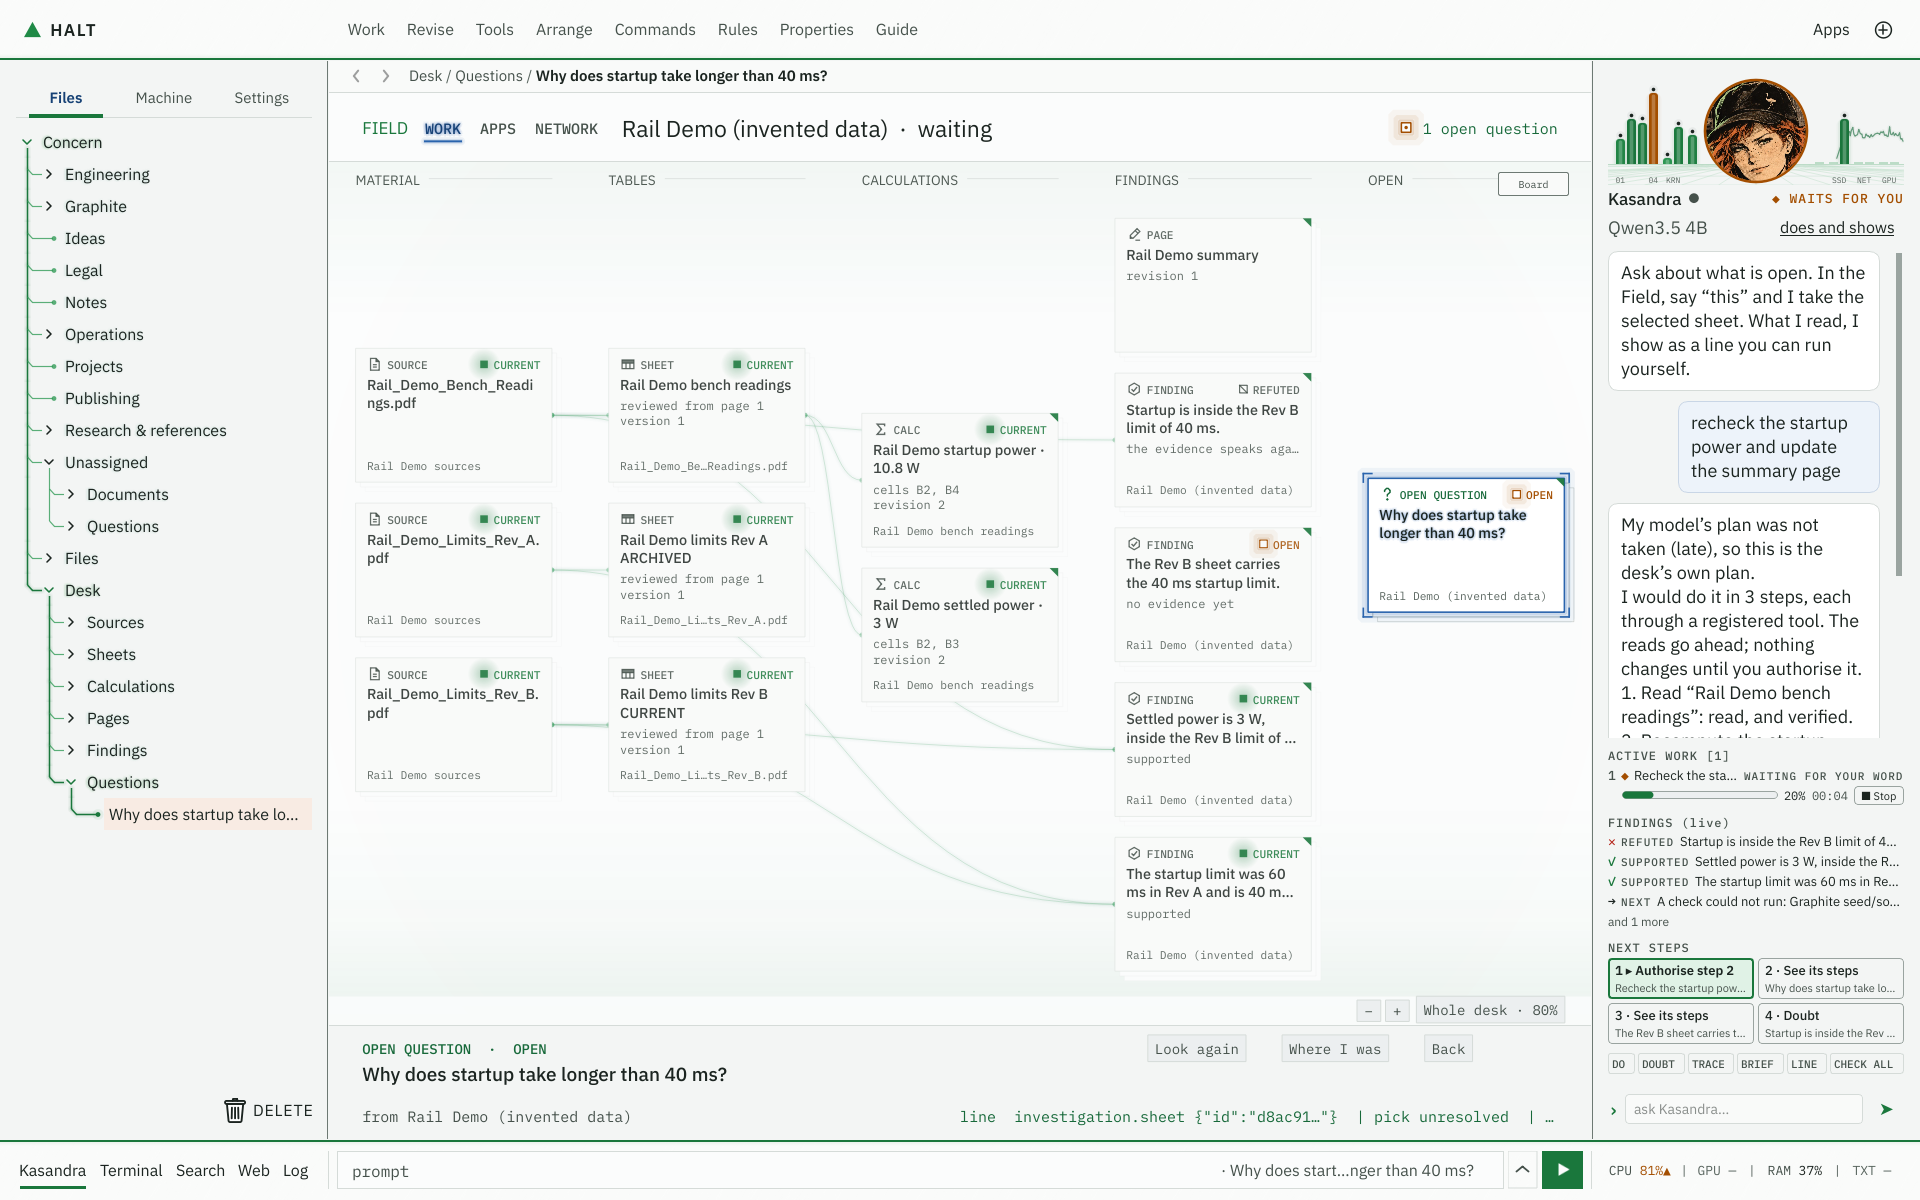 HALT
Work Revise Tools Arrange Commands Rules Properties Guide
Apps
Files Machine Settings
Concern
Engineering
Graphite
Ideas
Legal
Notes
Operations
Projects
Publishing
Research & references
Unassigned
Documents
Questions
Files
Desk
Sources
Sheets
Calculations
Pages
Findings
Questions
Why does startup take lo...
DELETE
Desk / Questions / Why does startup take longer than 40 ms?
FIELD WORK APPS NETWORK Rail Demo (invented data) · waiting
1 open question
MATERIAL TABLES CALCULATIONS FINDINGS OPEN
Board
SOURCE CURRENT
Rail_Demo_Bench_Readi
ngs.pdf
Rail Demo sources
SOURCE CURRENT
Rail_Demo_Limits_Rev_A.
pdf
Rail Demo sources
SOURCE CURRENT
Rail_Demo_Limits_Rev_B.
pdf
Rail Demo sources
SHEET CURRENT
Rail Demo bench readings
reviewed from page 1
version 1
Rail_Demo_Be…Readings.pdf
SHEET CURRENT
Rail Demo limits Rev A
ARCHIVED
reviewed from page 1
version 1
Rail_Demo_Li…ts_Rev_A.pdf
SHEET CURRENT
Rail Demo limits Rev B
CURRENT
reviewed from page 1
version 1
Rail_Demo_Li…ts_Rev_B.pdf
CALC CURRENT
Rail Demo startup power ·
10.8 W
cells B2, B4
revision 2
Rail Demo bench readings
CALC CURRENT
Rail Demo settled power ·
3 W
cells B2, B3
revision 2
Rail Demo bench readings
PAGE
Rail Demo summary
revision 1
FINDING REFUTED
Startup is inside the Rev B
limit of 40 ms.
the evidence speaks aga…
Rail Demo (invented data)
FINDING OPEN
The Rev B sheet carries
the 40 ms startup limit.
no evidence yet
Rail Demo (invented data)
FINDING CURRENT
Settled power is 3 W,
inside the Rev B limit of ...
supported
Rail Demo (invented data)
FINDING CURRENT
The startup limit was 60
ms in Rev A and is 40 m...
supported
Rail Demo (invented data)
? OPEN QUESTION OPEN
Why does startup take
longer than 40 ms?
Rail Demo (invented data)
− + Whole desk · 80%
OPEN QUESTION · OPEN
Look again Where I was Back
Why does startup take longer than 40 ms?
from Rail Demo (invented data)
line investigation.sheet {"id":"d8ac91…"} | pick unresolved | …
01 04 KRN SSD NET GPU
Kasandra ◆ WAITS FOR YOU
Qwen3.5 4B does and shows
Ask about what is open. In the
Field, say “this” and I take the
selected sheet. What I read, I
show as a line you can run
yourself.
recheck the startup
power and update
the summary page
My model’s plan was not
taken (late), so this is the
desk’s own plan.
I would do it in 3 steps, each
through a registered tool. The
reads go ahead; nothing
changes until you authorise it.
1. Read “Rail Demo bench
readings”: read, and verified.
2. Recompute the startup
ACTIVE WORK [1]
1 ◆ Recheck the sta... WAITING FOR YOUR WORD
20% 00:04 Stop
FINDINGS (live)
× REFUTED Startup is inside the Rev B limit of 4...
√ SUPPORTED Settled power is 3 W, inside the R...
√ SUPPORTED The startup limit was 60 ms in Re...
→ NEXT A check could not run: Graphite seed/so...
and 1 more
NEXT STEPS
1 ▸ Authorise step 2
Recheck the startup pow...
2 · See its steps
Why does startup take lo...
3 · See its steps
The Rev B sheet carries t...
4 · Doubt
Startup is inside the Rev ...
DO DOUBT TRACE BRIEF LINE CHECK ALL
› ask Kasandra...
Kasandra Terminal Search Web Log
prompt · Why does start...nger than 40 ms?
CPU 81%▲ | GPU — | RAM 37% | TXT —